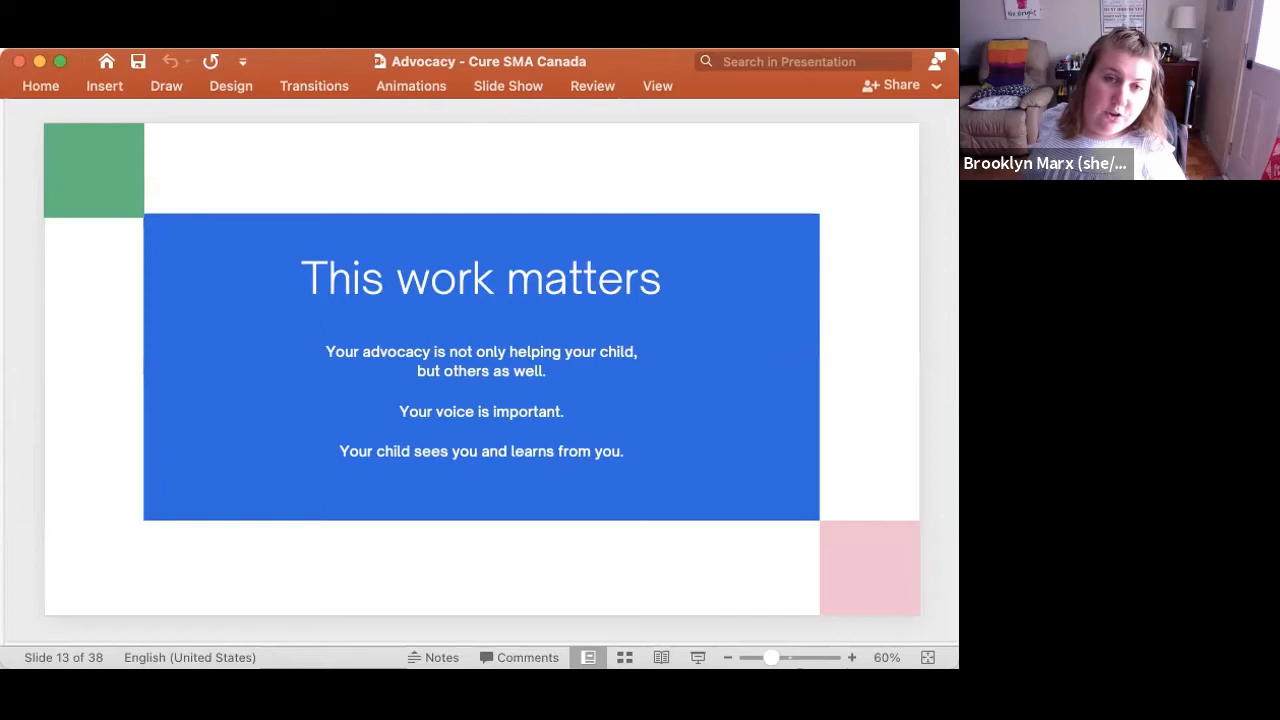 Advocacy - Cure SMA Canada
Search in Presentation
Home Insert Draw Design Transitions Animations Slide Show Review View Share
This work matters
Your advocacy is not only helping your child,
but others as well.
Your voice is important.
Your child sees you and learns from you.
Slide 13 of 38 English (United States) Notes Comments 60%
Brooklyn Marx (she/...